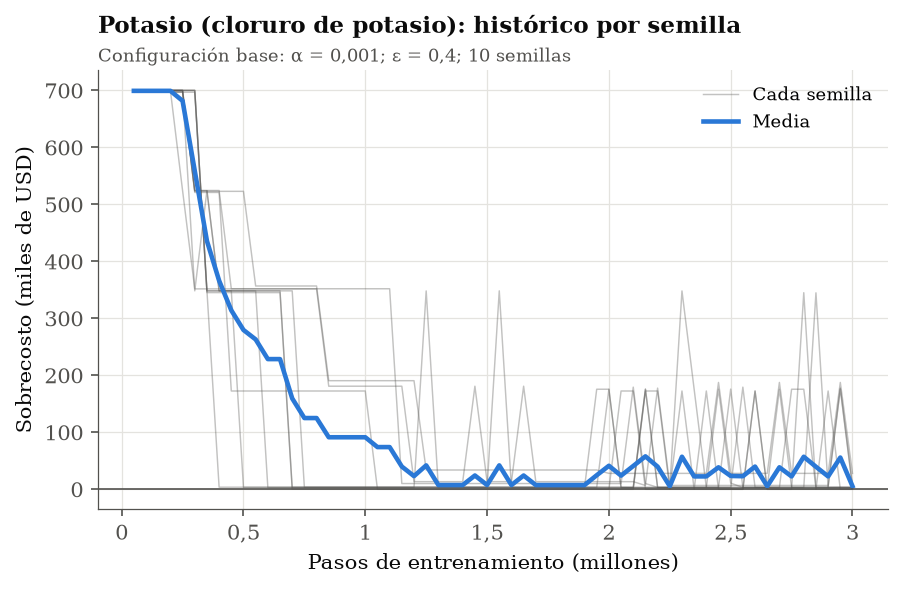 Potasio (cloruro de potasio): histórico por semilla
Configuración base: α = 0,001; ε = 0,4; 10 semillas
Cada semilla
Media
Sobrecosto (miles de USD)
700
600
500
400
300
200
100
0
0
0,5
1
1,5
2
2,5
3
Pasos de entrenamiento (millones)